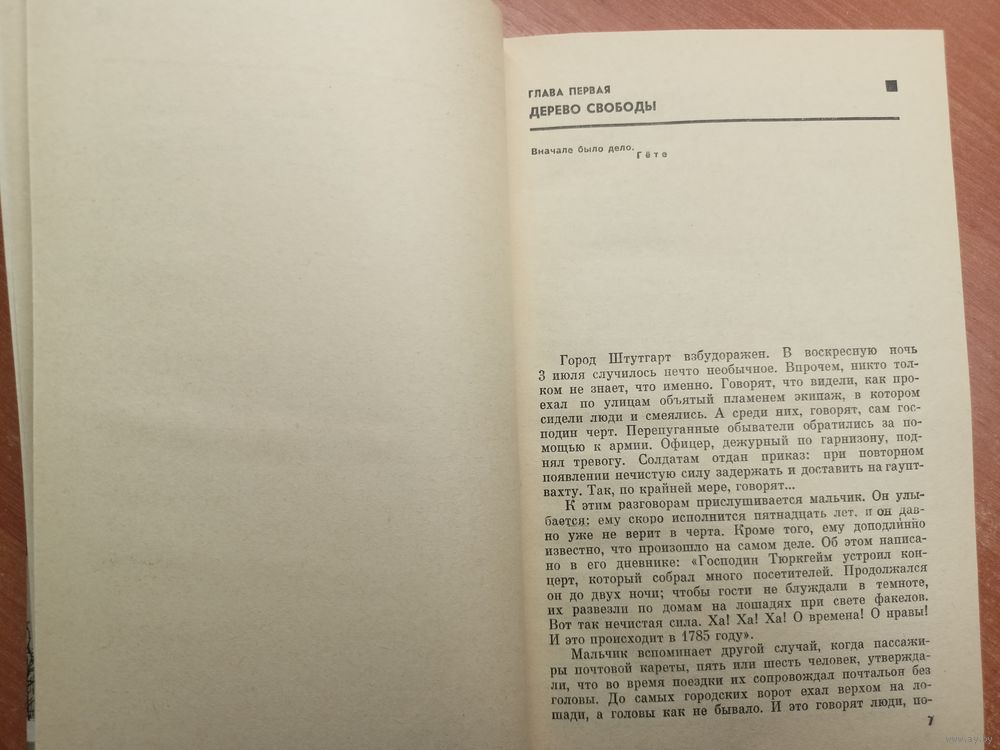 ГЛАВА ПЕРВАЯ
ДЕРЕВО СВОБОДЫ
Вначале было дело.
Гёте
Город Штутгарт взбудоражен. В воскресную ночь
3 июля случилось нечто необычное. Впрочем, никто тол-
ком не знает, что именно. Говорят, что видели, как про-
ехал по улицам объятый пламенем экипаж, в котором
сидели люди и смеялись. А среди них, говорят, сам гос-
подин черт. Перепуганные обыватели обратились за по-
мощью к армии. Офицер, дежурный по гарнизону, под-
нял тревогу. Солдатам отдан приказ: при повторном
появлении нечистую силу задержать и доставить на гаупт-
вахту. Так, по крайней мере, говорят...
К этим разговорам прислушивается мальчик. Он улы-
бается: ему скоро исполнится пятнадцать лет, и он дав-
но уже не верит в черта. Кроме того, ему доподлинно
известно, что произошло на самом деле. Об этом написа-
но в его дневнике: «Господин Тюркгейм устроил кон-
церт, который собрал много посетителей. Продолжался
он до двух ночи; чтобы гости не блуждали в темноте,
их развезли по домам на лошадях при свете факелов.
Вот так нечистая сила. Ха! Ха! Ха! О времена! О нравы!
И это происходит в 1785 году».
Мальчик вспоминает другой случай, когда пассажи-
ры почтовой кареты, пять или шесть человек, утвержда-
ли, что во время поездки их сопровождал почтальон без
головы. До самых городских ворот ехал верхом на ло-
шади, а головы как не бывало. И это говорят люди, по-
7
www.ay.by